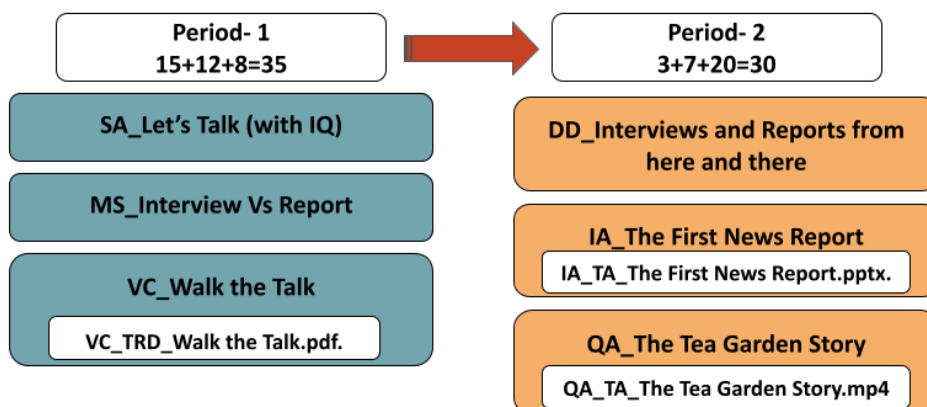 Period- 1
15+12+8=35
SA_Let’s Talk (with IQ)
MS_Interview Vs Report
VC_Walk the Talk
VC_TRD_Walk the Talk.pdf.
Period- 2
3+7+20=30
DD_Interviews and Reports from
here and there
IA_The First News Report
IA_TA_The First News Report.pptx.
QA_The Tea Garden Story
QA_TA_The Tea Garden Story.mp4